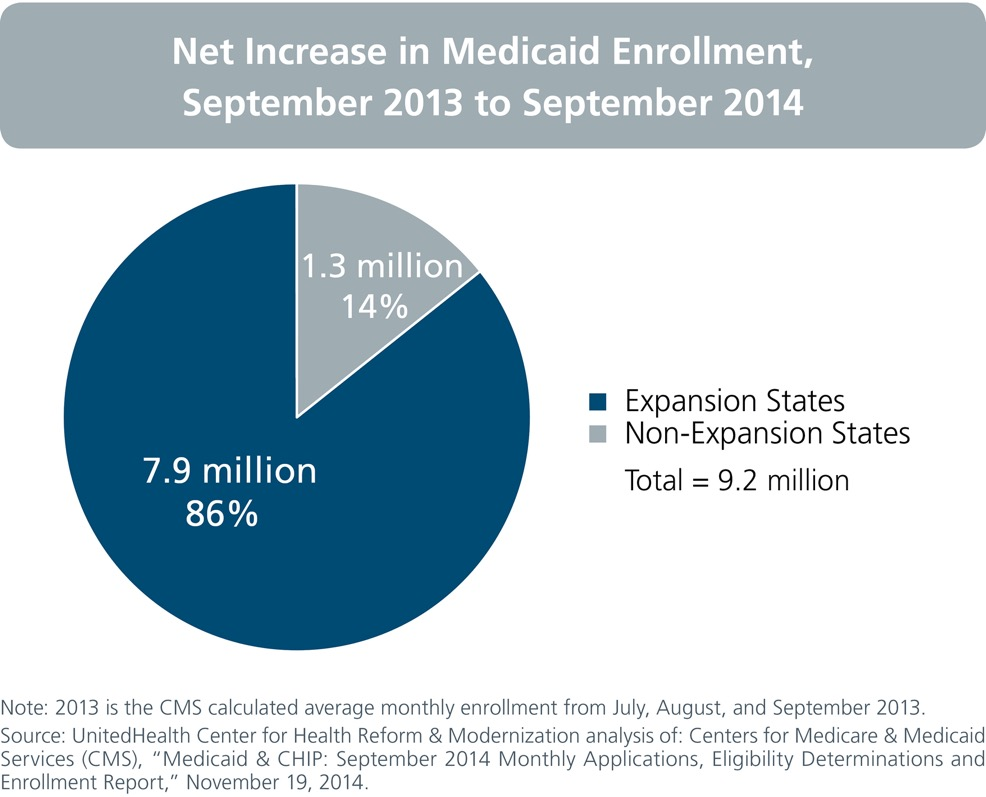 Net Increase in Medicaid Enrollment,
September 2013 to September 2014
1.3 million
14%
7.9 million
86%
Expansion States
Non-Expansion States
Total = 9.2 million
Note: 2013 is the CMS calculated average monthly enrollment from July, August, and September 2013.
Source: UnitedHealth Center for Health Reform & Modernization analysis of: Centers for Medicare & Medicaid
Services (CMS), “Medicaid & CHIP: September 2014 Monthly Applications, Eligibility Determinations and
Enrollment Report,” November 19, 2014.